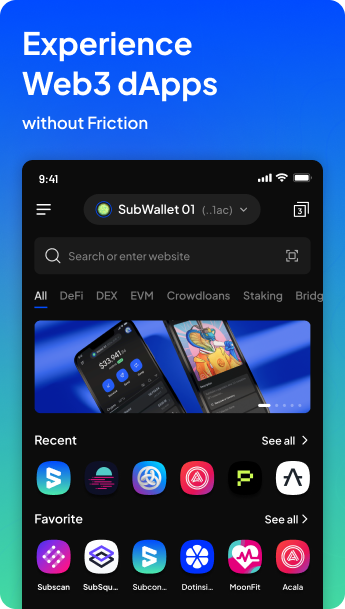 Experience
Web3 dApps
without Friction
9:41
SubWallet 01 (..1ac)
3
Search or enter website
All DeFi DEX EVM Crowdloans Staking Bridg
$33,941
Recent See all
Favorite See all
Subscan SubSqu... Subcon... Dotinsi... MoonFit Acala